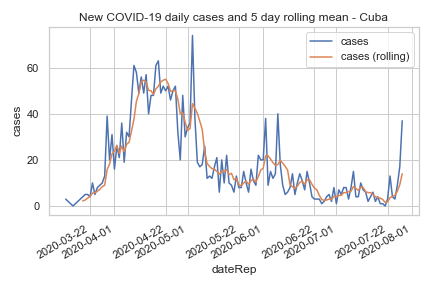 New COVID-19 daily cases and 5 day rolling mean - Cuba
cases
cases (rolling)
cases
60
40
20
0
2020-03-22
2020-04-01
2020-04-22
2020-05-01
2020-05-22
2020-06-01
2020-06-22
2020-07-01
2020-07-22
2020-08-01
dateRep